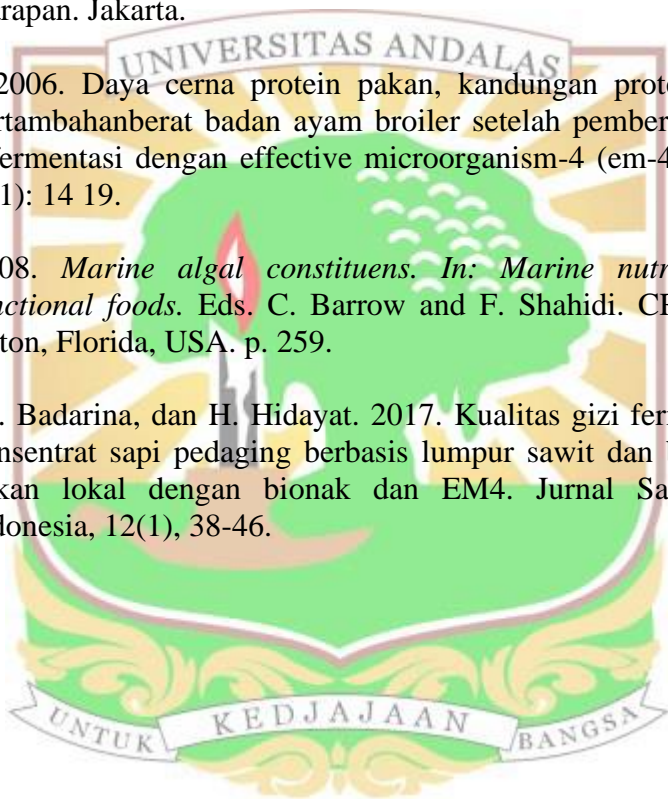 arapan. Jakarta.
UNIVERSITAS ANDALAS
2006. Daya cerna protein pakan, kandungan prote
rtambahanberat badan ayam broiler setelah pember
fermentasi dengan effective microorganism-4 (em-4
1): 14 19.
08. Marine algal constituens. In: Marine nutr
nctional foods. Eds. C. Barrow and F. Shahidi. CR
ton, Florida, USA. p. 259.
. Badarina, dan H. Hidayat. 2017. Kualitas gizi fer
nsentrat sapi pedaging berbasis lumpur sawit dan
kan lokal dengan bionak dan EM4. Jurnal Sa
donesia, 12(1), 38-46.
UNTUK KEDJAJAAN BANGSA